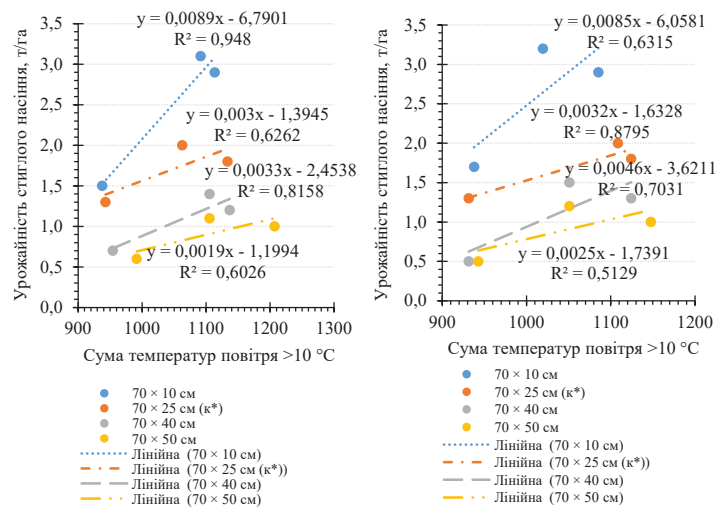 Урожайність стиглого насіння, т/га
3,5
3,0
2,5
2,0
1,5
1,0
0,5
0,0
y = 0,0089x - 6,7901
R² = 0,948
y = 0,003x - 1,3945
R² = 0,6262
y = 0,0033x - 2,4538
R² = 0,8158
y = 0,0019x - 1,1994
R² = 0,6026
900 1000 1100 1200 1300
Сума температур повітря >10 °C
70 × 10 см
70 × 25 см (к*)
70 × 40 см
70 × 50 см
Лінійна (70 × 10 см)
Лінійна (70 × 25 см (к*))
Лінійна (70 × 40 см)
Лінійна (70 × 50 см)
Урожайність стиглого насіння, т/га
3,5
3,0
2,5
2,0
1,5
1,0
0,5
0,0
y = 0,0085x - 6,0581
R² = 0,6315
y = 0,0032x - 1,6328
R² = 0,8795
y = 0,0046x - 3,6211
R² = 0,7031
y = 0,0025x - 1,7391
R² = 0,5129
900 1000 1100 1200
Сума температур повітря >10 °C
70 × 10 см
70 × 25 см (к*)
70 × 40 см
70 × 50 см
Лінійна (70 × 10 см)
Лінійна (70 × 25 см (к*))
Лінійна (70 × 40 см)
Лінійна (70 × 50 см)